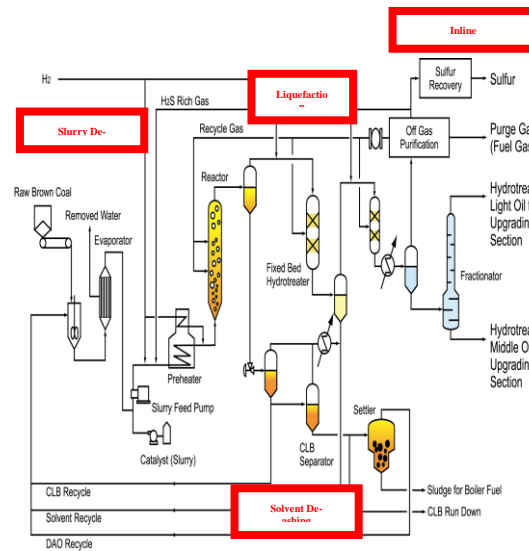 Inline
Sulfur
Recovery
Sulfur
H2
Liquefactio
n
H2S Rich Gas
Slurry De-
Recycle Gas
Off Gas
Purification
Purge Ga
(Fuel Gas
Reactor
Raw Brown Coal
Removed Water
Evaporator
Hydrotrea
Light Oil t
Upgrading
Section
Fixed Bed
Hydrotreater
Fractionator
Hydrotrea
Middle O
Upgrading
Section
Preheater
Slurry Feed Pump
Settler
CLB
Separator
Catalyst (Slurry)
Sludge for Boiler Fuel
CLB Recycle
Solvent De-
ashing
CLB Run Down
Solvent Recycle
DAO Recycle